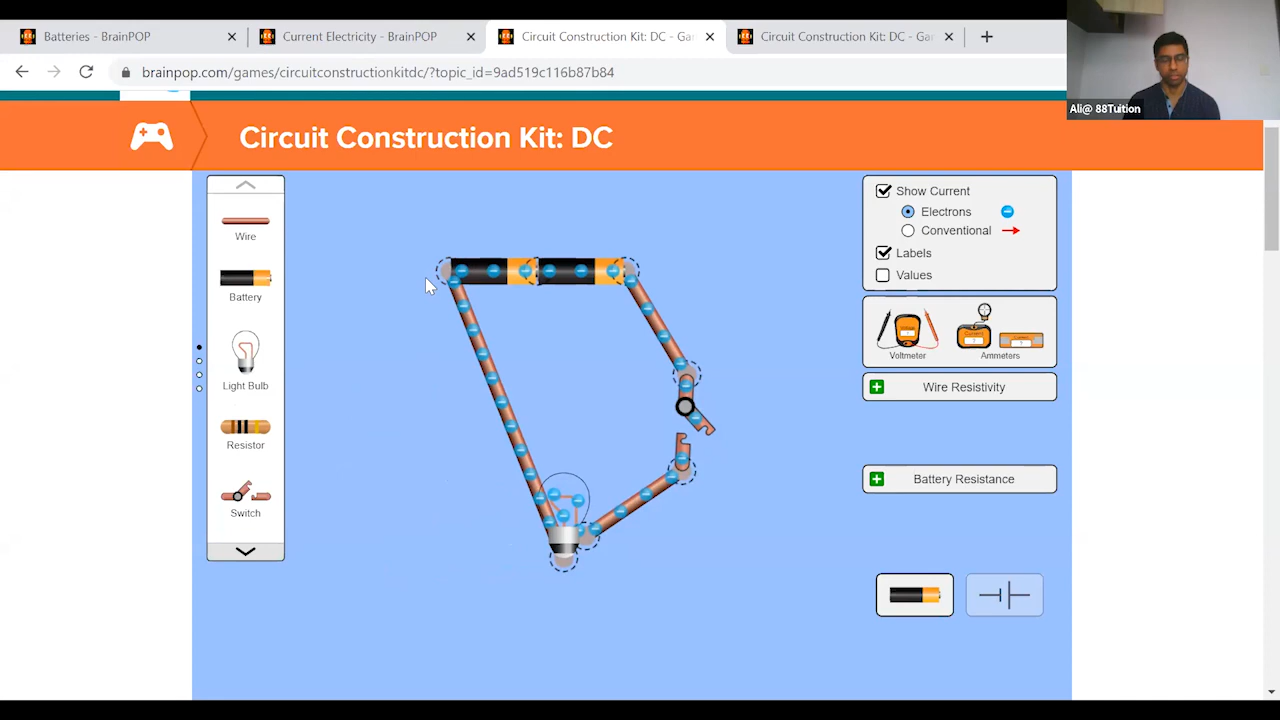 Batteries - BrainPOP
Current Electricity - BrainPOP
Circuit Construction Kit: DC - Gar
Circuit Construction Kit: DC - Gar
brainpop.com/games/circuitconstructionkitdc/?topic_id=9ad519c116b87b84
Ali@ 88Tuition
Circuit Construction Kit: DC
Wire
Battery
Light Bulb
Resistor
Switch
Show Current
Electrons
Conventional
Labels
Values
Voltmeter
Ammeters
Wire Resistivity
Battery Resistance